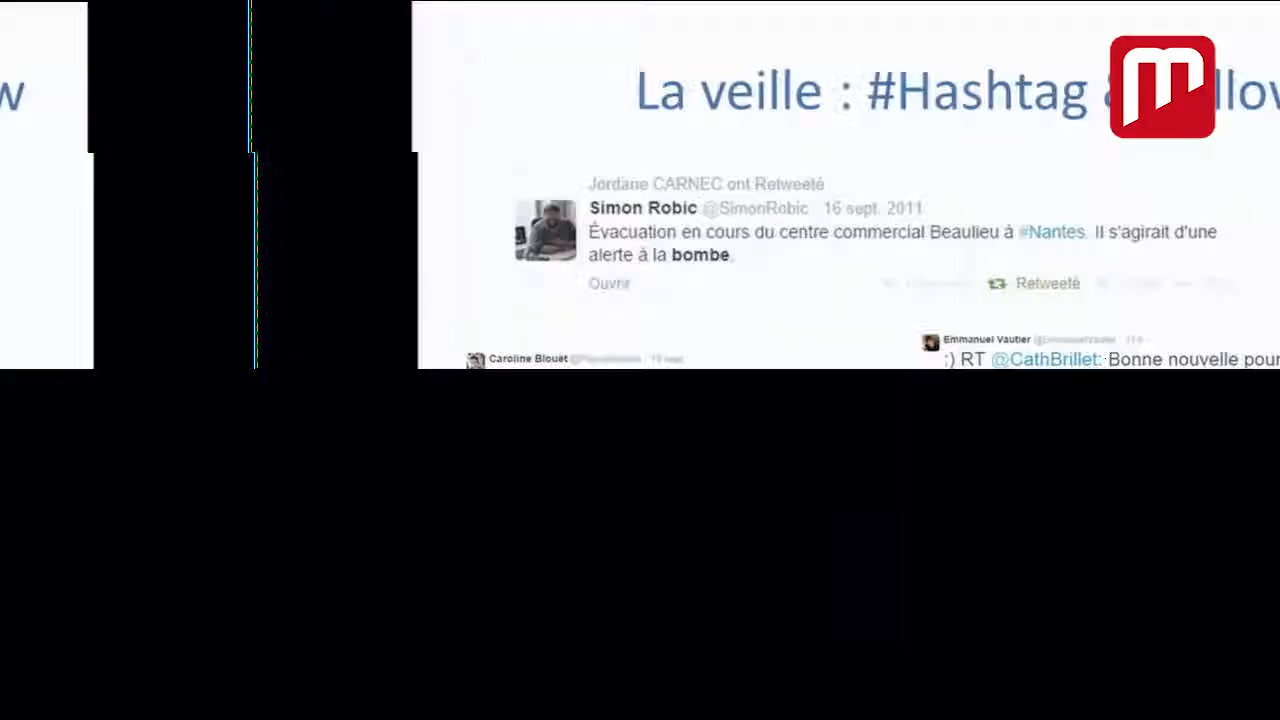 w
La veille : #Hashtag & llow
Jordane CARNEC ont Retweeté
Simon Robic @SimonRobic 16 sept. 2011
Évacuation en cours du centre commercial Beaulieu à #Nantes. Il s'agirait d'une
alerte à la bombe.
Ouvrir
Retweeté
Emmanuel Vautier
;) RT @CathBrillet: Bonne nouvelle pour
Caroline Blouet